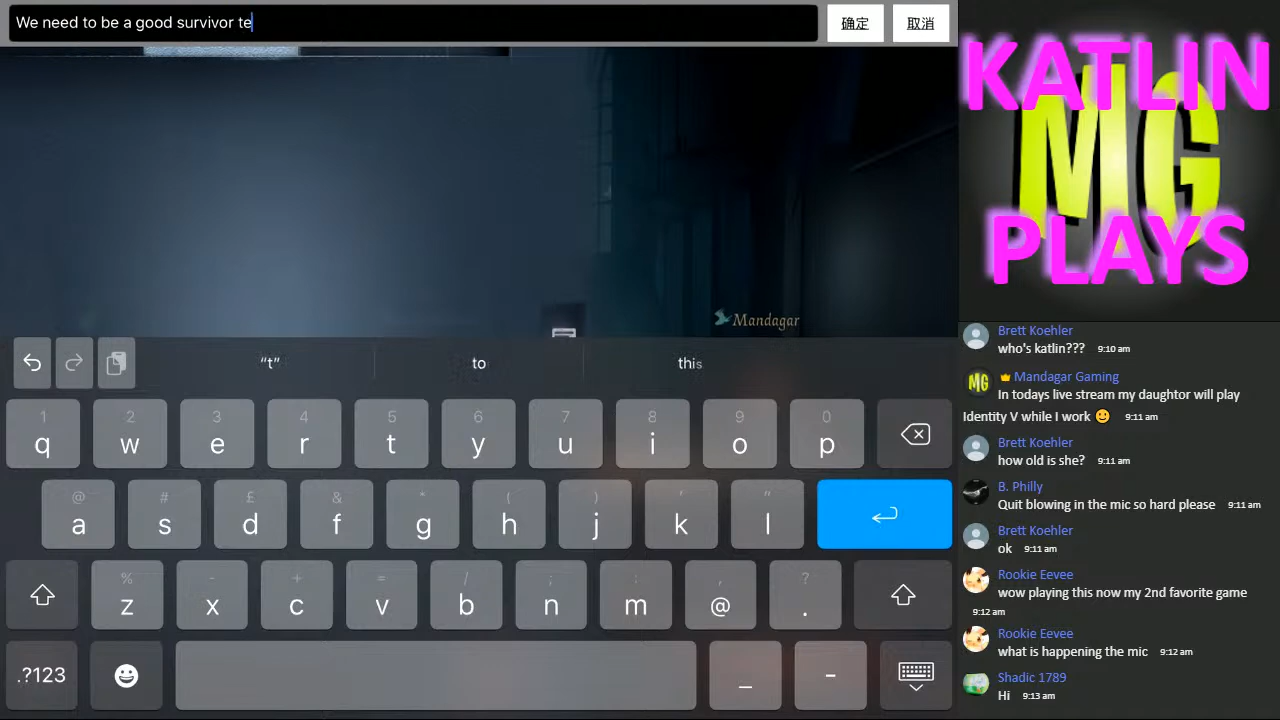 We need to be a good survivor te
确定
取消
Mandagar
"t"
to
this
1 2 3 4 5 6 7 8 9 0
q w e r t y u i o p
@ # £ & * ( ) ' "
a s d f g h j k l
% - + = / ; : , ?
z x c v b n m @ .
.?123
_
-
KATLIN
MG
PLAYS
Brett Koehler
who's katlin??? 9:10 am
MG Mandagar Gaming
In todays live stream my daughtor will play
Identity V while I work 9:11 am
Brett Koehler
how old is she? 9:11 am
B. Philly
Quit blowing in the mic so hard please 9:11 am
Brett Koehler
ok 9:11 am
Rookie Eevee
wow playing this now my 2nd favorite game
9:12 am
Rookie Eevee
what is happening the mic 9:12 am
Shadic 1789
Hi 9:13 am